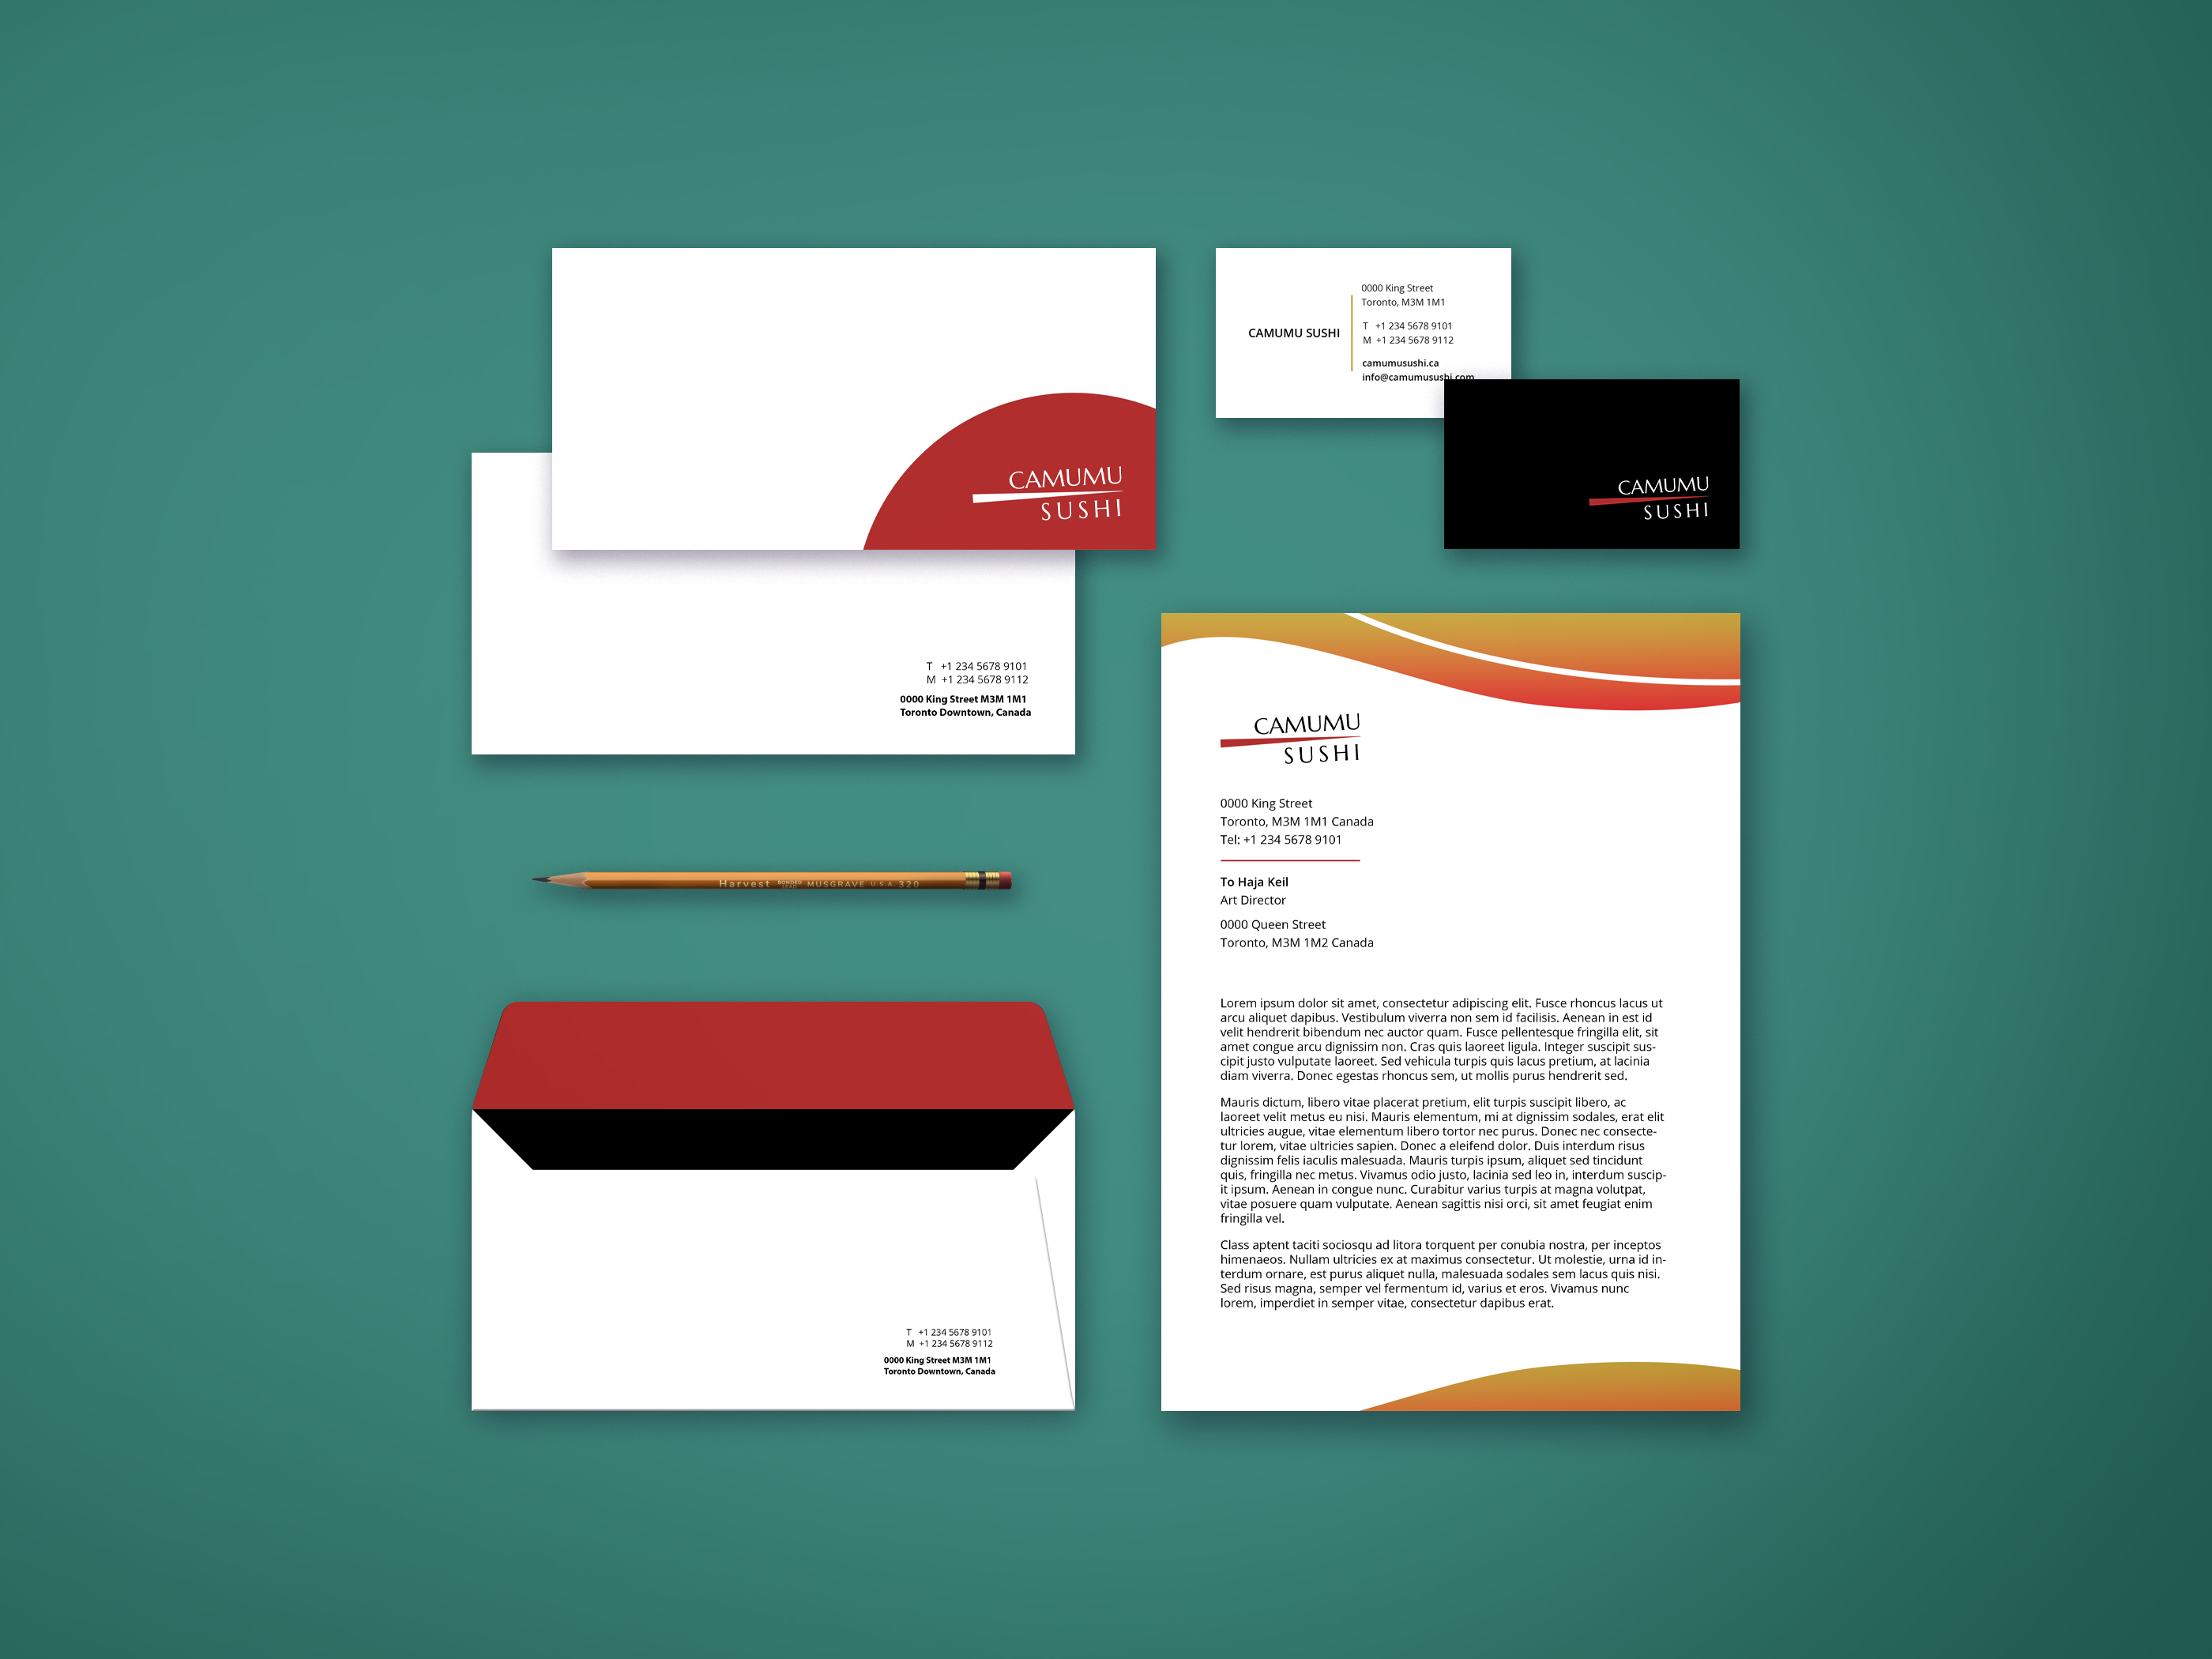 CAMUMU
SUSHI
T +1 234 5678 9101
M +1 234 5678 9112
0000 King Street M3M 1M1
Toronto Downtown, Canada
CAMUMU SUSHI
0000 King Street
Toronto, M3M 1M1
T +1 234 5678 9101
M +1 234 5678 9112
camumusushi.ca
info@camumusushi.com
CAMUMU
SUSHI
Harvest BONDED LEAD MUSGRAVE U.S.A. 320
T +1 234 5678 9101
M +1 234 5678 9112
0000 King Street M3M 1M1
Toronto Downtown, Canada
CAMUMU
SUSHI
0000 King Street
Toronto, M3M 1M1 Canada
Tel: +1 234 5678 9101
To Haja Keil
Art Director
0000 Queen Street
Toronto, M3M 1M2 Canada
Lorem ipsum dolor sit amet, consectetur adipiscing elit. Fusce rhoncus lacus ut
arcu aliquet dapibus. Vestibulum viverra non sem id facilisis. Aenean in est id
velit hendrerit bibendum nec auctor quam. Fusce pellentesque fringilla elit, sit
amet congue arcu dignissim non. Cras quis laoreet ligula. Integer suscipit sus-
cipit justo vulputate laoreet. Sed vehicula turpis quis lacus pretium, at lacinia
diam viverra. Donec egestas rhoncus sem, ut mollis purus hendrerit sed.
Mauris dictum, libero vitae placerat pretium, elit turpis suscipit libero, ac
laoreet velit metus eu nisi. Mauris elementum, mi at dignissim sodales, erat elit
ultricies augue, vitae elementum libero tortor nec purus. Donec nec consecte-
tur lorem, vitae ultricies sapien. Donec a eleifend dolor. Duis interdum risus
dignissim felis iaculis malesuada. Mauris turpis ipsum, aliquet sed tincidunt
quis, fringilla nec metus. Vivamus odio justo, lacinia sed leo in, interdum suscip-
it ipsum. Aenean in congue nunc. Curabitur varius turpis at magna volutpat,
vitae posuere quam vulputate. Aenean sagittis nisi orci, sit amet feugiat enim
fringilla vel.
Class aptent taciti sociosqu ad litora torquent per conubia nostra, per inceptos
himenaeos. Nullam ultricies ex at maximus consectetur. Ut molestie, urna id in-
terdum ornare, est purus aliquet nulla, malesuada sodales sem lacus quis nisi.
Sed risus magna, semper vel fermentum id, varius et eros. Vivamus nunc
lorem, imperdiet in semper vitae, consectetur dapibus erat.